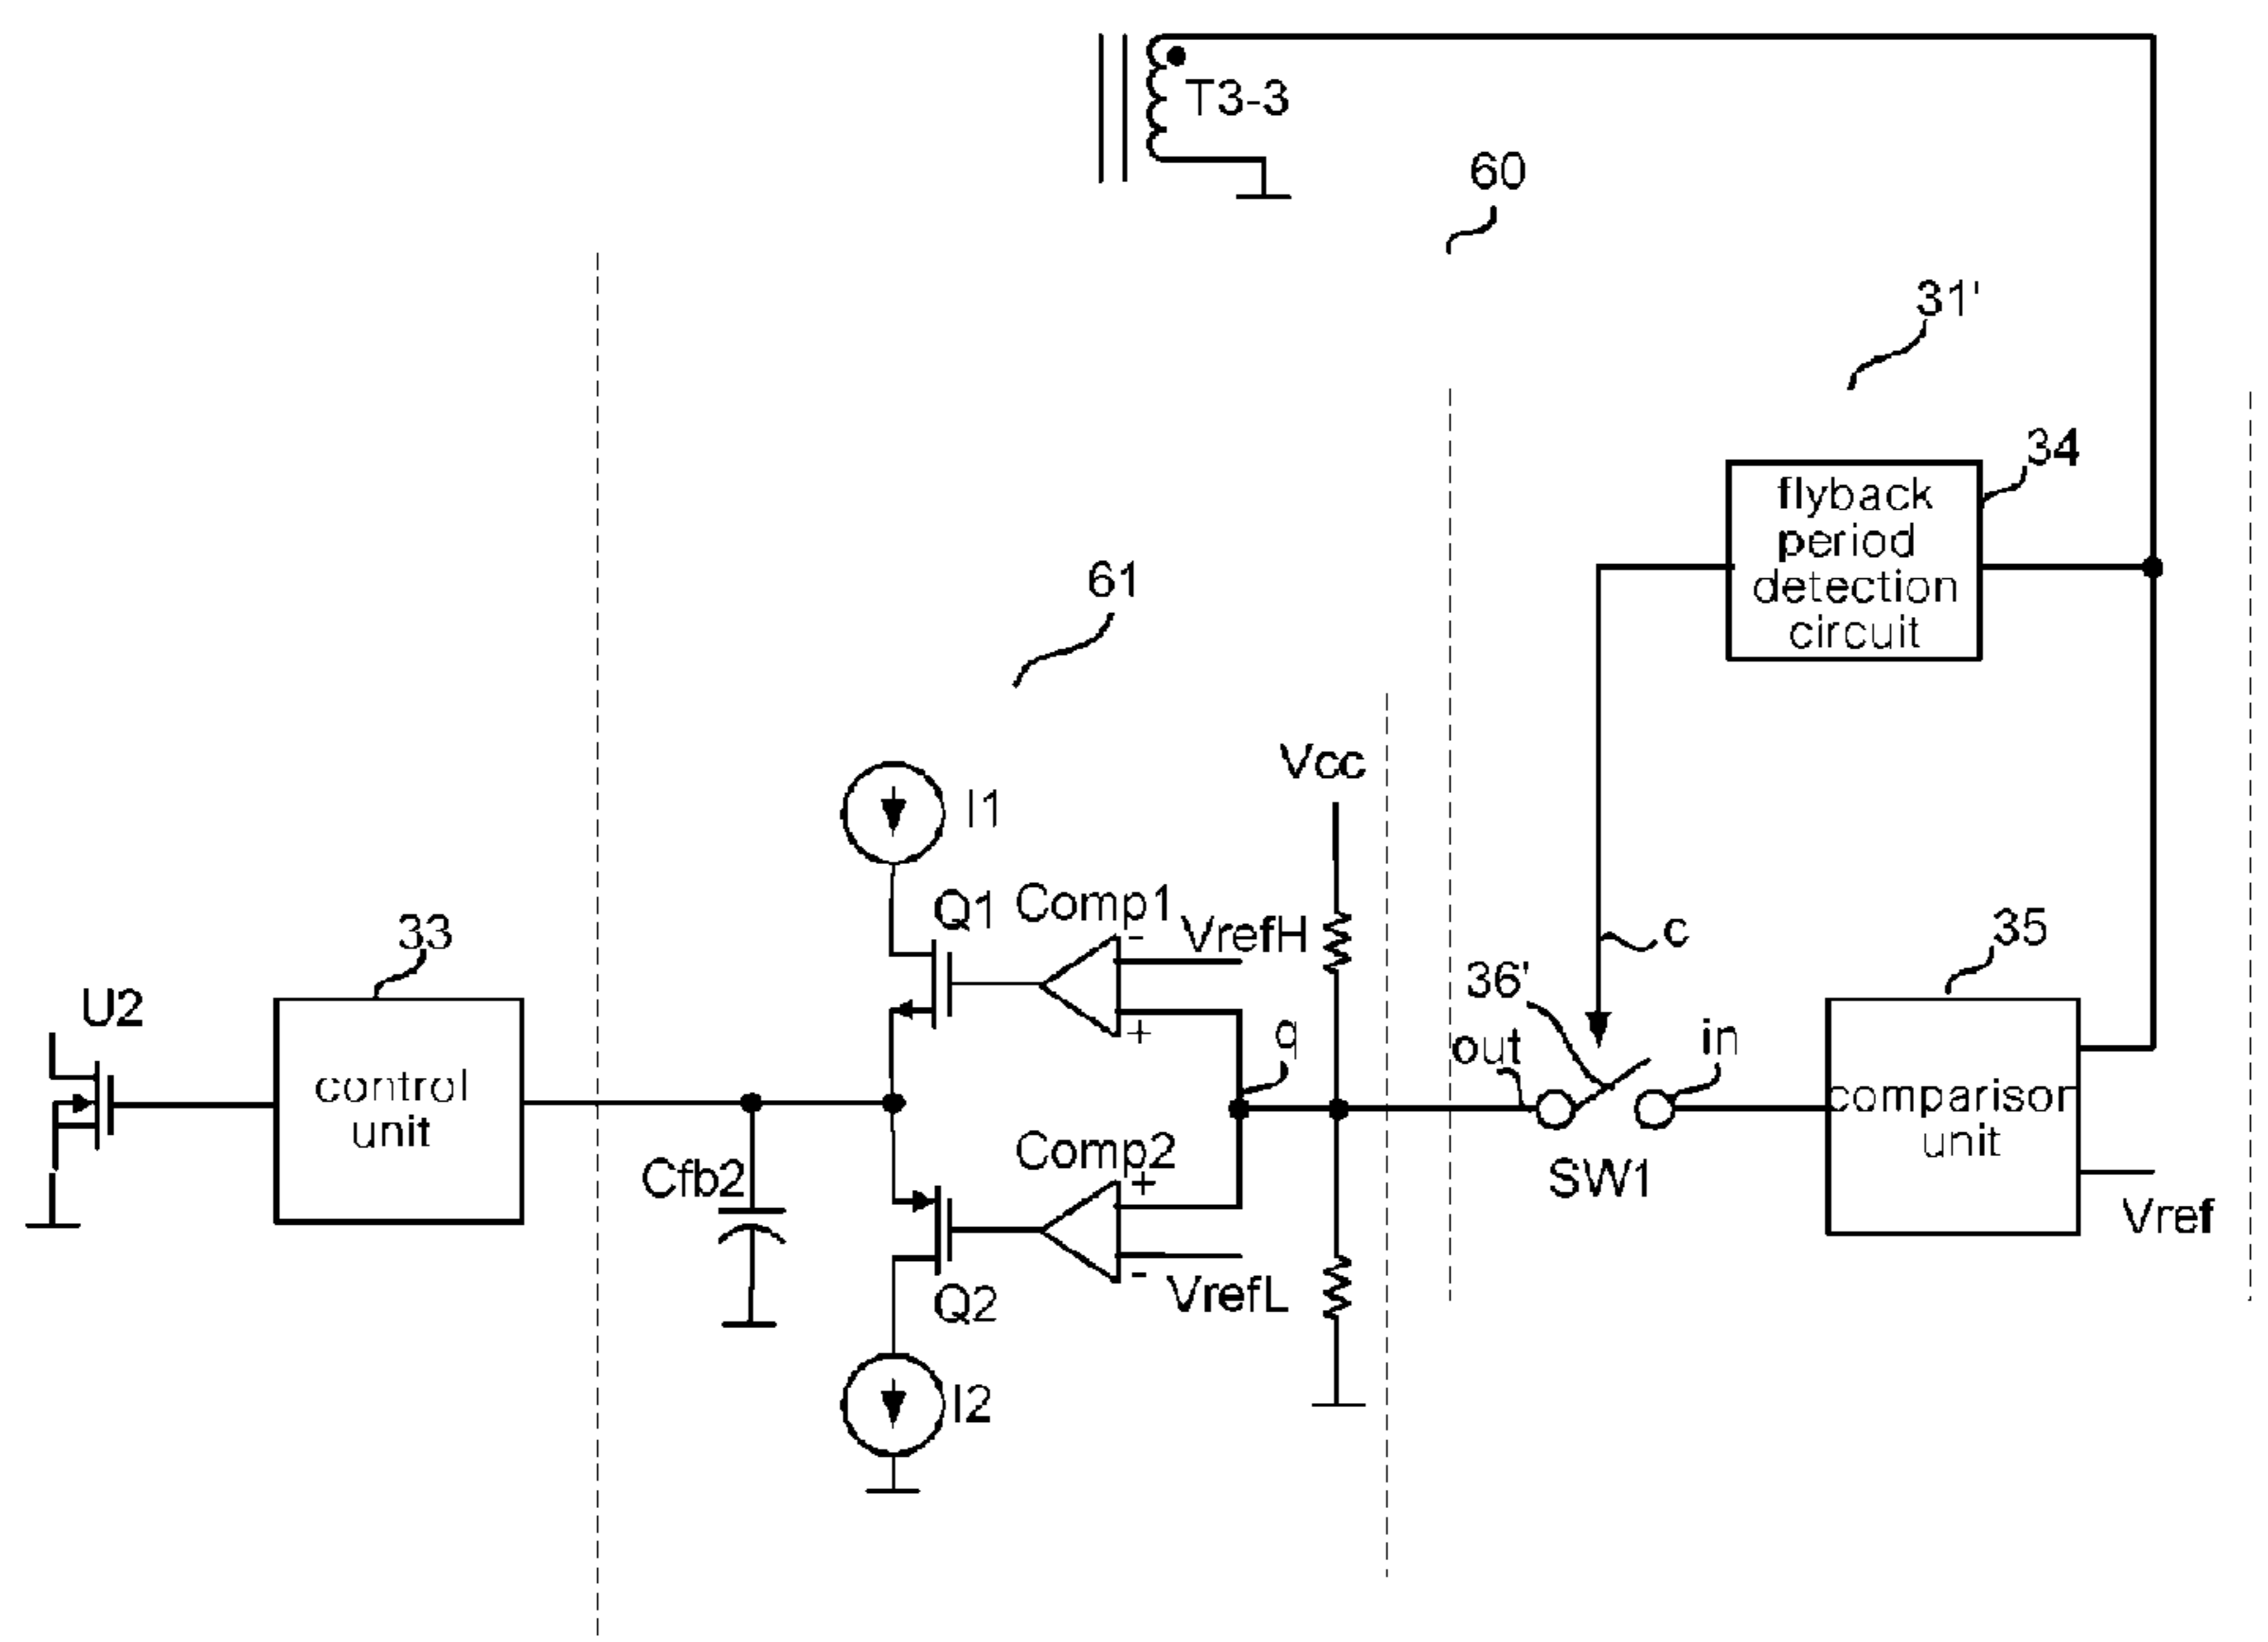 T3-3
60
31'
34
flyback
period
detection
circuit
61
Vcc
I1
Q1
Comp1
-
VrefH
+
c
36'
35
33
U2
control
unit
q
out
in
comparison
unit
Cfb2
Comp2
+
-
VrefL
SW1
Vref
Q2
I2